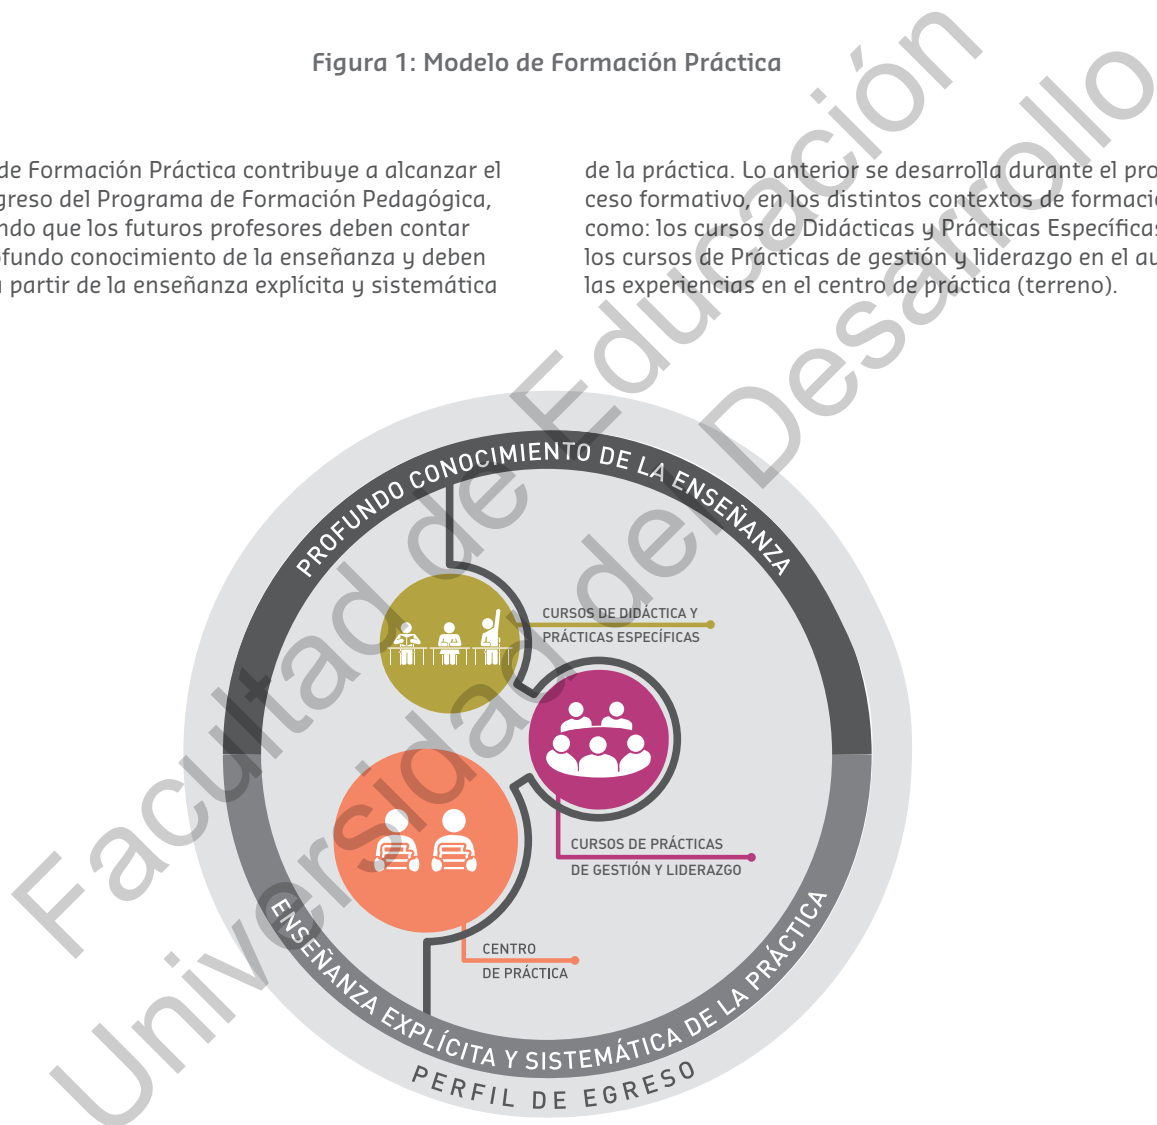 Figura 1: Modelo de Formación Práctica
de Formación Práctica contribuye a alcanzar el
greso del Programa de Formación Pedagógica,
ndo que los futuros profesores deben contar
ofundo conocimiento de la enseñanza y deben
a partir de la enseñanza explícita y sistemática
de la práctica. Lo anterior se desarrolla durante el pro
ceso formativo, en los distintos contextos de formació
como: los cursos de Didácticas y Prácticas Específicas
los cursos de Prácticas de gestión y liderazgo en el au
las experiencias en el centro de práctica (terreno).
PROFUNDO CONOCIMIENTO DE LA ENSEÑANZA
CURSOS DE DIDÁCTICA Y
PRÁCTICAS ESPECÍFICAS
CURSOS DE PRÁCTICAS
DE GESTIÓN Y LIDERAZGO
CENTRO
DE PRÁCTICA
ENSEÑANZA EXPLÍCITA Y SISTEMÁTICA DE LA PRÁCTICA
PERFIL DE EGRESO
Facultad de Educación
Universidad del Desarrollo